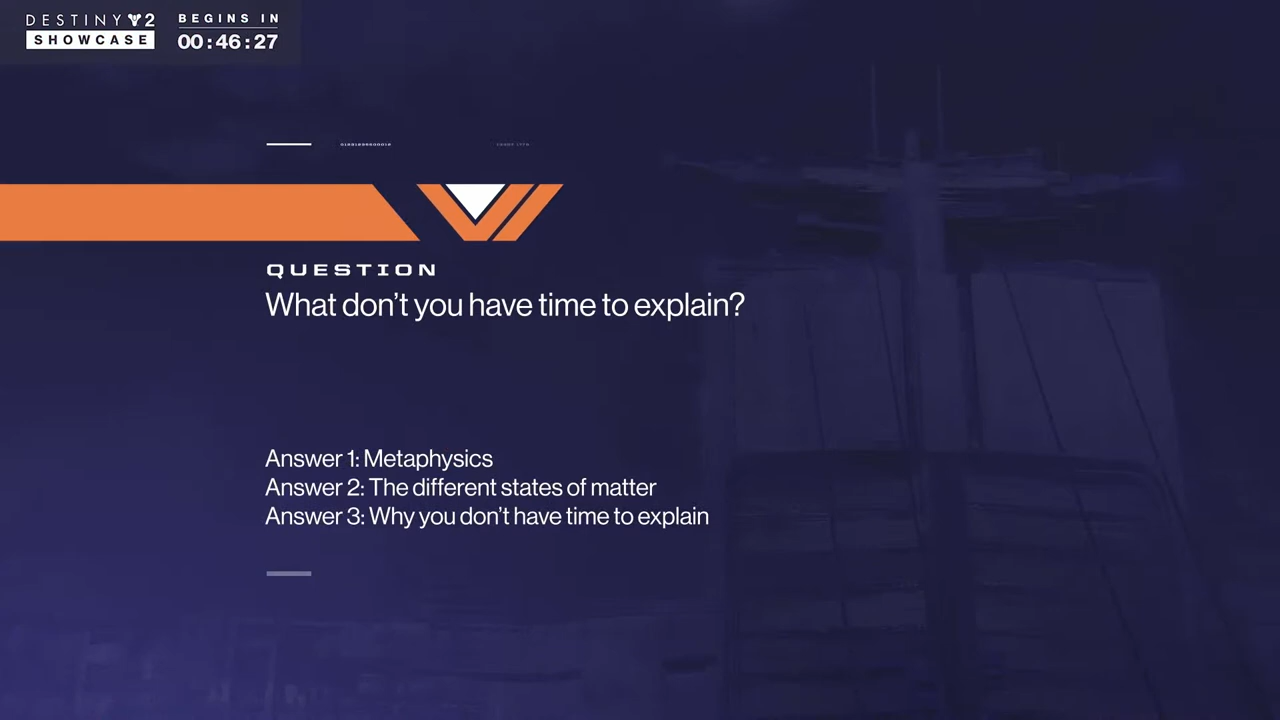 DESTINY 2
SHOWCASE
BEGINS IN
00:46:27
QUESTION
What don't you have time to explain?
Answer 1: Metaphysics
Answer 2: The different states of matter
Answer 3: Why you don't have time to explain